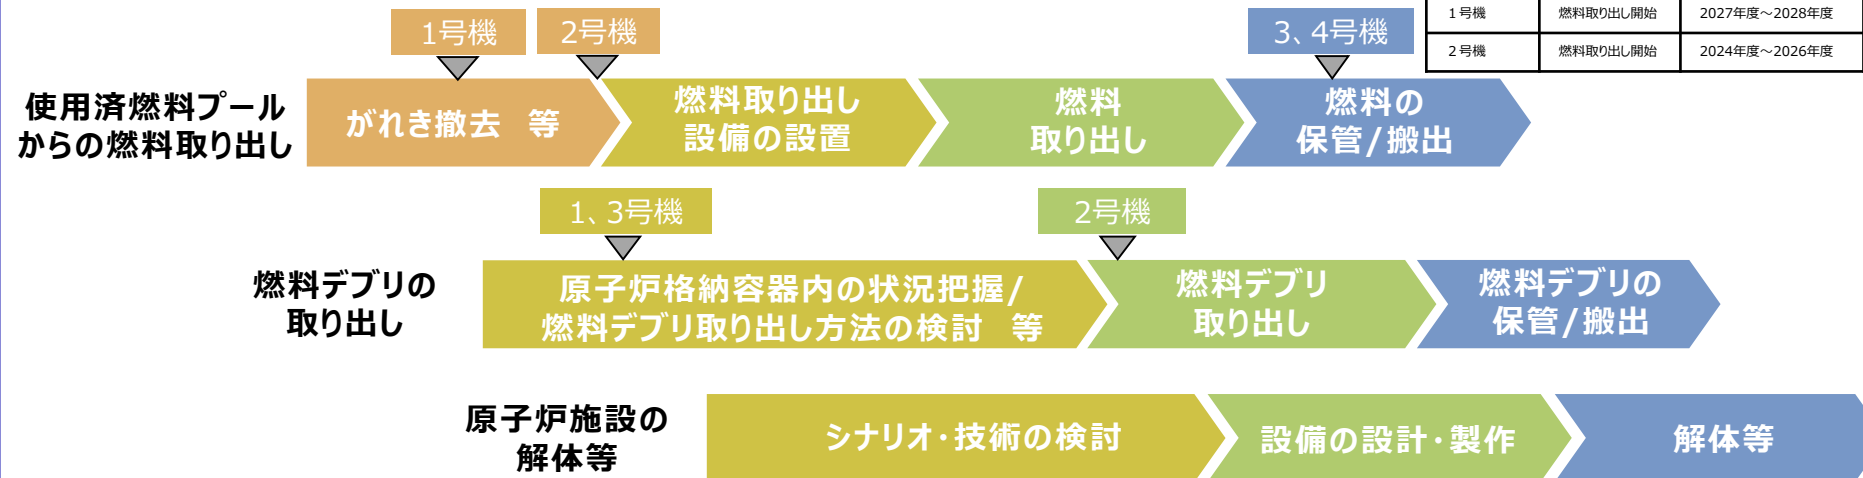 1号機 燃料取り出し開始 2027年度～2028年度
2号機 燃料取り出し開始 2024年度～2026年度
1号機
2号機
3、4号機
使用済燃料プール
からの燃料取り出し
がれき撤去　等
燃料取り出し
設備の設置
燃料
取り出し
燃料の
保管/搬出
1、3号機
2号機
燃料デブリの
取り出し
原子炉格納容器内の状況把握/
燃料デブリ取り出し方法の検討　等
燃料デブリ
取り出し
燃料デブリの
保管/搬出
原子炉施設の
解体等
シナリオ・技術の検討
設備の設計・製作
解体等